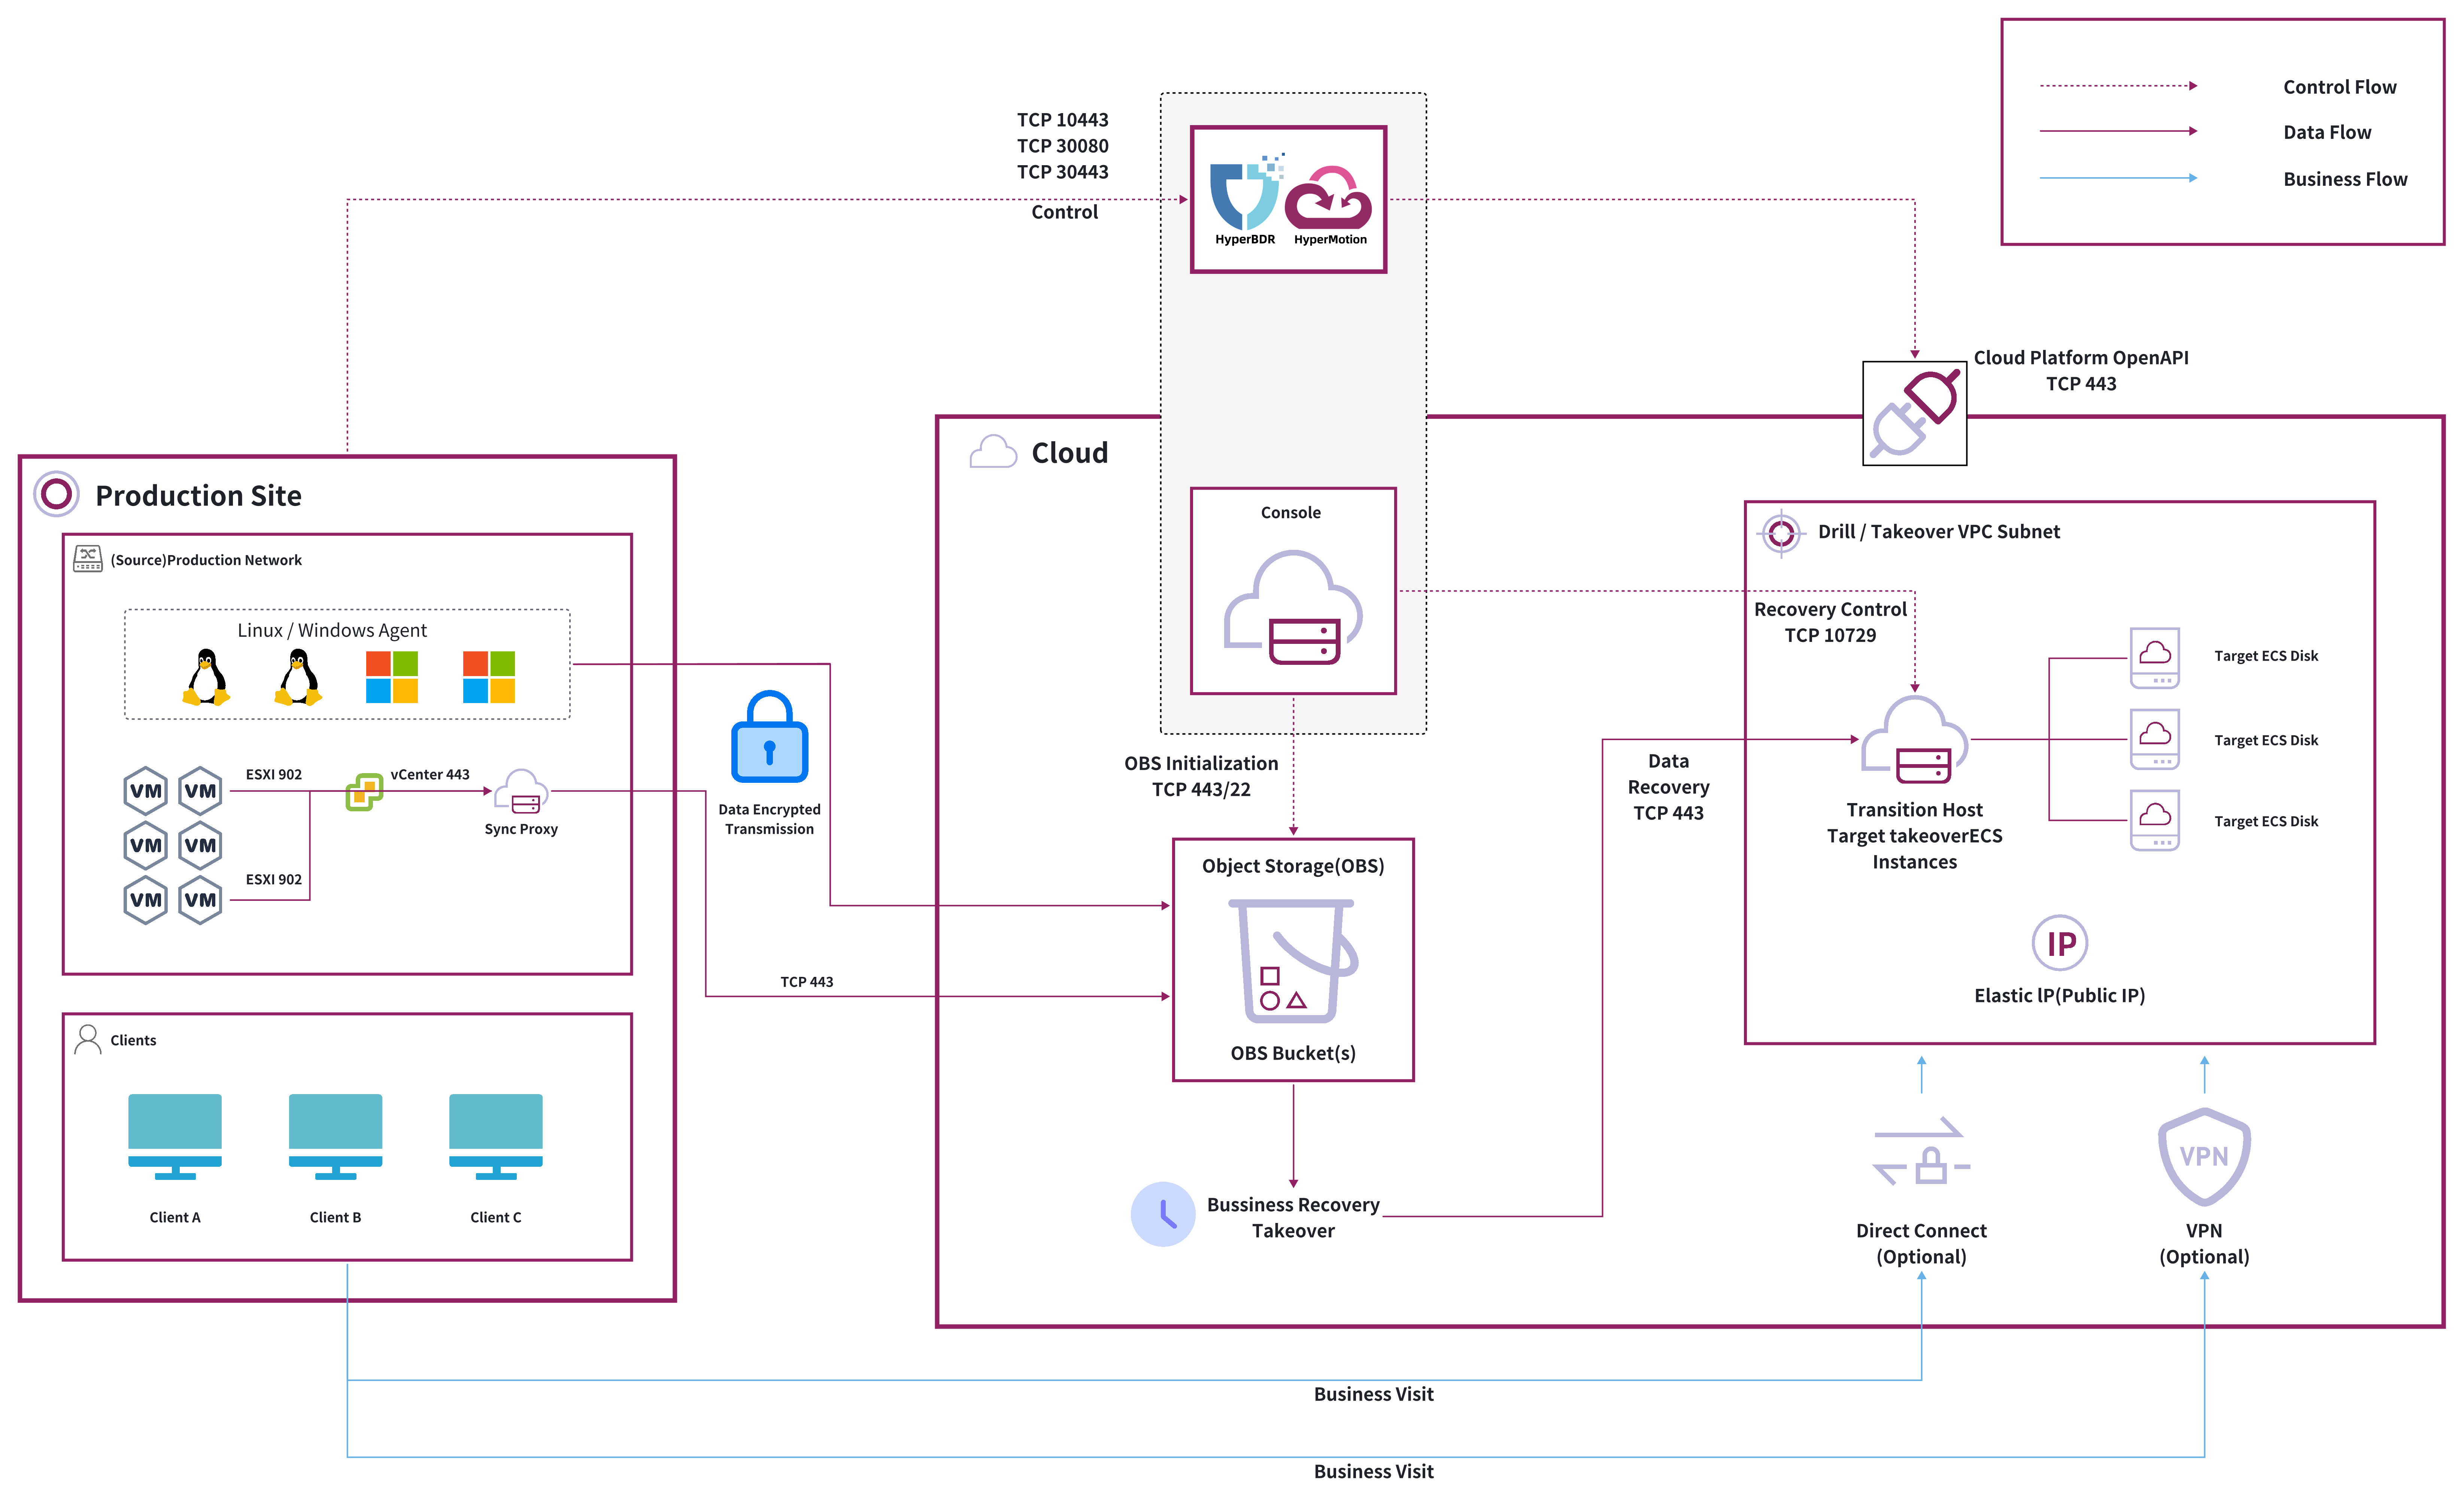 Control Flow
Data Flow
Business Flow
TCP 10443
TCP 30080
TCP 30443
Control
HyperBDR
HyperMotion
Cloud Platform OpenAPI
TCP 443
Production Site
(Source)Production Network
Linux / Windows Agent
VM
VM
VM
VM
VM
VM
ESXI 902
vCenter 443
ESXI 902
Sync Proxy
Data Encrypted
Transmission
TCP 443
Clients
Client A
Client B
Client C
Cloud
Console
OBS Initialization
TCP 443/22
Object Storage(OBS)
OBS Bucket(s)
Bussiness Recovery
Takeover
Data
Recovery
TCP 443
Drill / Takeover VPC Subnet
Recovery Control
TCP 10729
Transition Host
Target takeoverECS
Instances
Target ECS Disk
Target ECS Disk
Target ECS Disk
IP
Elastic lP(Public IP)
Direct Connect
(Optional)
VPN
VPN
(Optional)
Business Visit
Business Visit